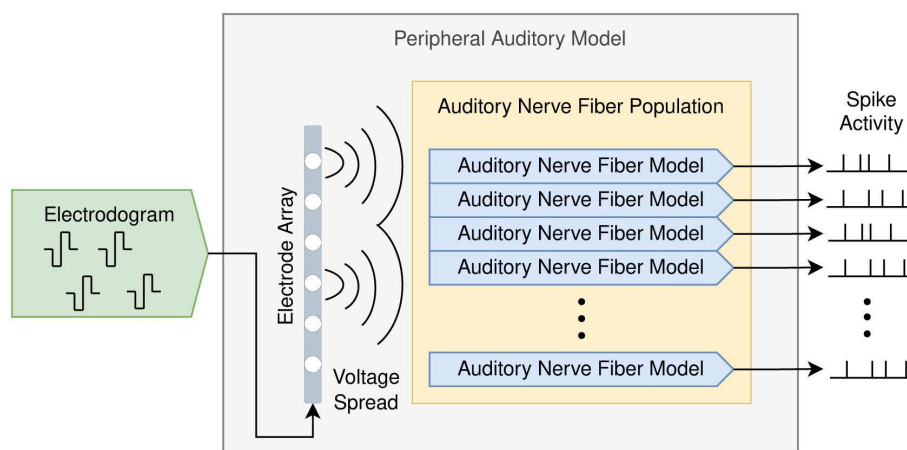 Peripheral Auditory Model
Electrodogram
Electrode Array
Voltage
Spread
Auditory Nerve Fiber Population
Auditory Nerve Fiber Model
Auditory Nerve Fiber Model
Auditory Nerve Fiber Model
Auditory Nerve Fiber Model
Auditory Nerve Fiber Model
Spike
Activity